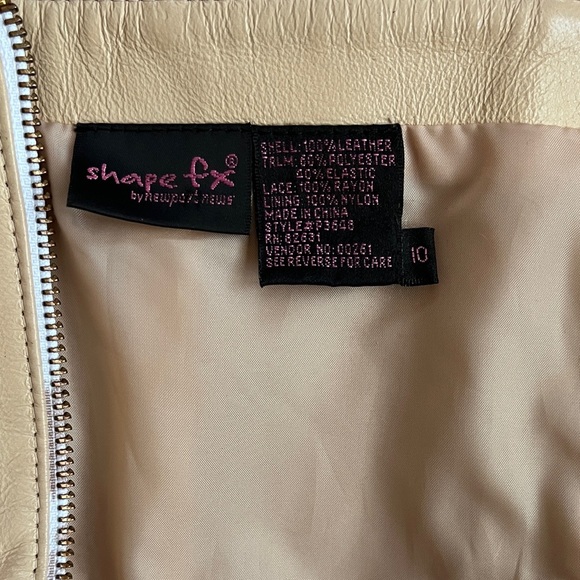 shape fx®
by newport news®
SHELL: 100% LEATHER
TRLM: 60% POLYESTER
40% ELASTIC
LACE: 100% RAYON
LINING: 100% NYLON
MADE IN CHINA
STYLE#P3648
RN: 82631
VENDOR NO: 00261
SEE REVERSE FOR CARE
10